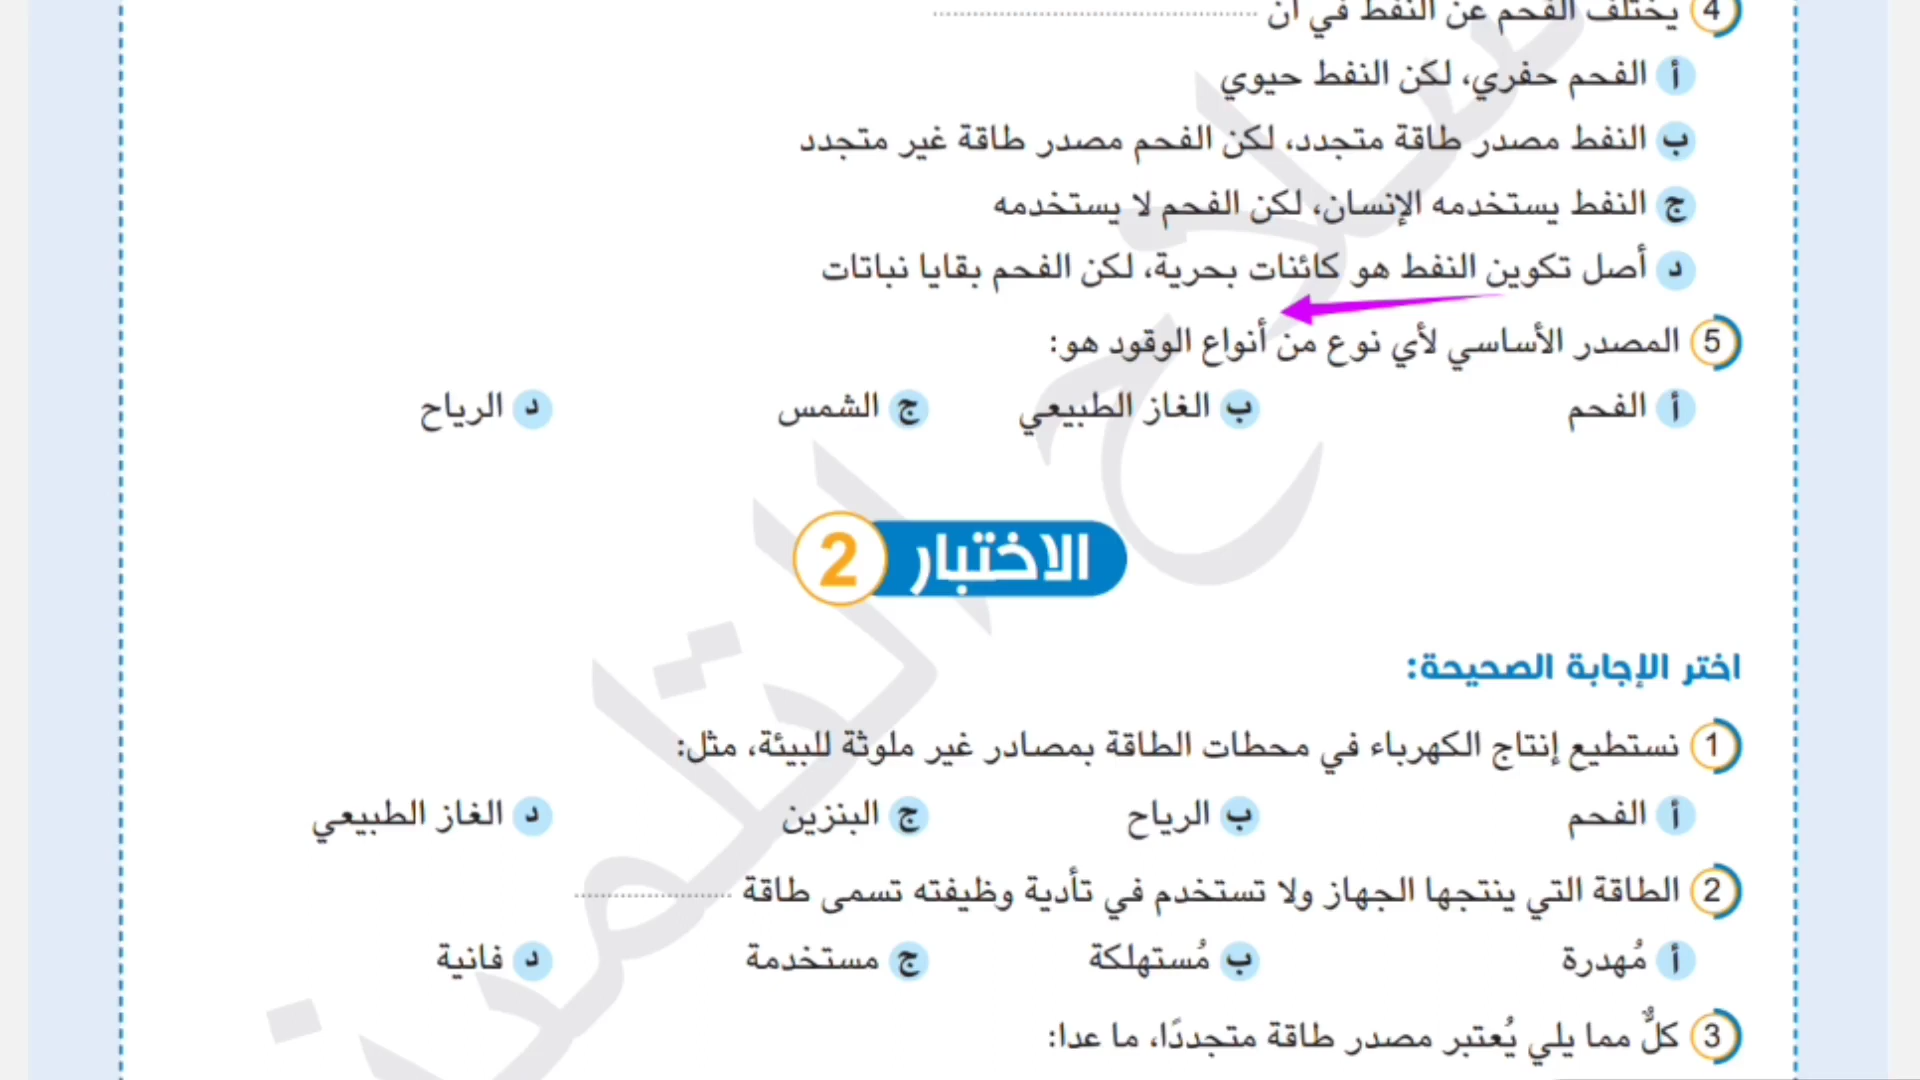 4 يختلف الفحم عن النفط في أن ........................
أ الفحم حفري، لكن النفط حيوي
ب النفط مصدر طاقة متجدد، لكن الفحم مصدر طاقة غير متجدد
ج النفط يستخدمه الإنسان، لكن الفحم لا يستخدمه
د أصل تكوين النفط هو كائنات بحرية، لكن الفحم بقايا نباتات
5 المصدر الأساسي لأي نوع من أنواع الوقود هو:
أ الفحم ب الغاز الطبيعي ج الشمس د الرياح
الاختبار 2
اختر الإجابة الصحيحة:
1 نستطيع إنتاج الكهرباء في محطات الطاقة بمصادر غير ملوثة للبيئة، مثل:
أ الفحم ب الرياح ج البنزين د الغاز الطبيعي
2 الطاقة التي ينتجها الجهاز ولا تستخدم في تأدية وظيفته تسمى طاقة ................
أ مُهدرة ب مُستهلكة ج مستخدمة د فانية
3 كلٌّ مما يلي يُعتبر مصدر طاقة متجددًا، ما عدا: